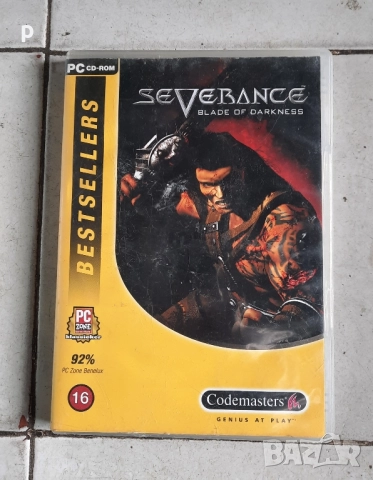 PC CD-ROM
SEVERANCE
BLADE OF DARKNESS
BESTSELLERS
PC
ZONE
klassieker
92%
PC Zone Benelux
16
Codemasters
GENIUS AT PLAY
BAZAR